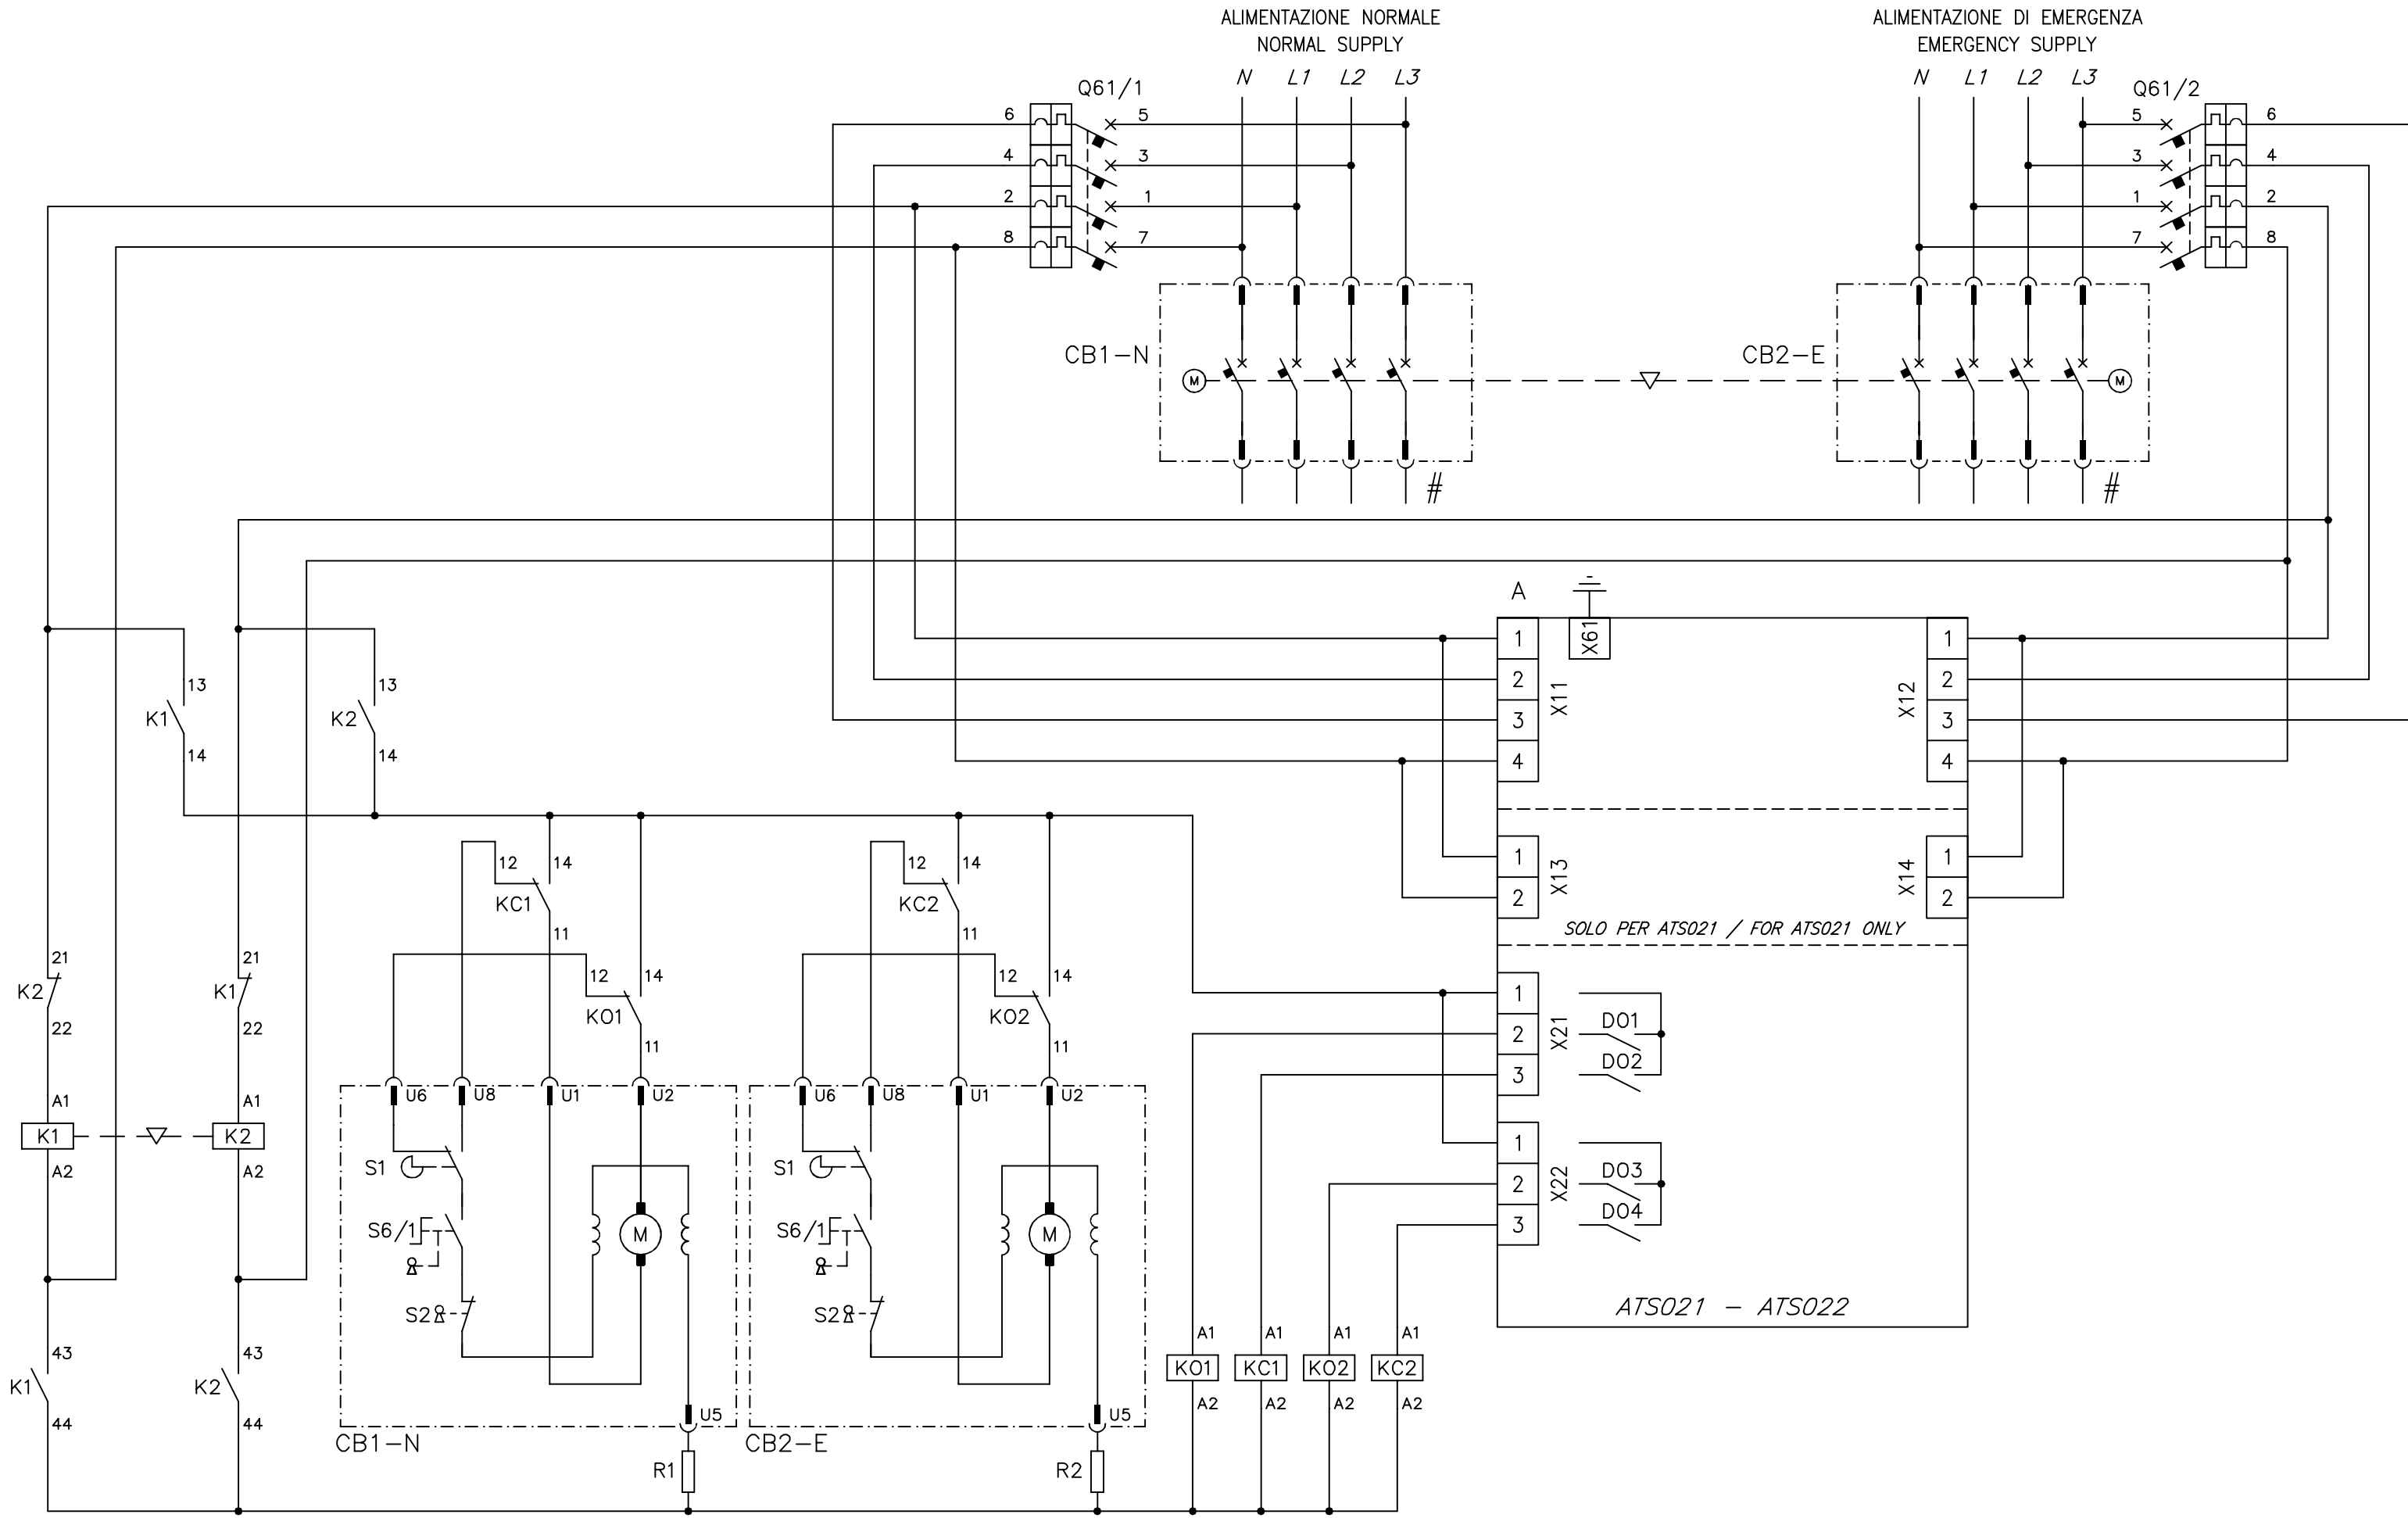 ALIMENTAZIONE NORMALE
NORMAL SUPPLY
ALIMENTAZIONE DI EMERGENZA
EMERGENCY SUPPLY
N L1 L2 L3
N L1 L2 L3
Q61/1
Q61/2
6 5
4 3
2 1
8 7
5 6
3 4
1 2
7 8
CB1-N
M
#
CB2-E
M
#
A
X61
1
2
3
4
X11
1
2
3
4
X12
1
2
X13
1
2
X14
SOLO PER ATS021 / FOR ATS021 ONLY
1
2
3
X21
DO1
DO2
1
2
3
X22
DO3
DO4
ATS021 - ATS022
13
K1
14
13
K2
14
21
K2
22
21
K1
22
A1
K1
A2
A1
K2
A2
43
K1
44
43
K2
44
12 14
KC1
11
12 14
KO1
11
12 14
KC2
11
12 14
KO2
11
U6 U8 U1 U2
S1
S6/1
M
S2
U5
CB1-N
R1
U6 U8 U1 U2
S1
S6/1
M
S2
U5
CB2-E
R2
A1 A1 A1 A1
KO1 KC1 KO2 KC2
A2 A2 A2 A2